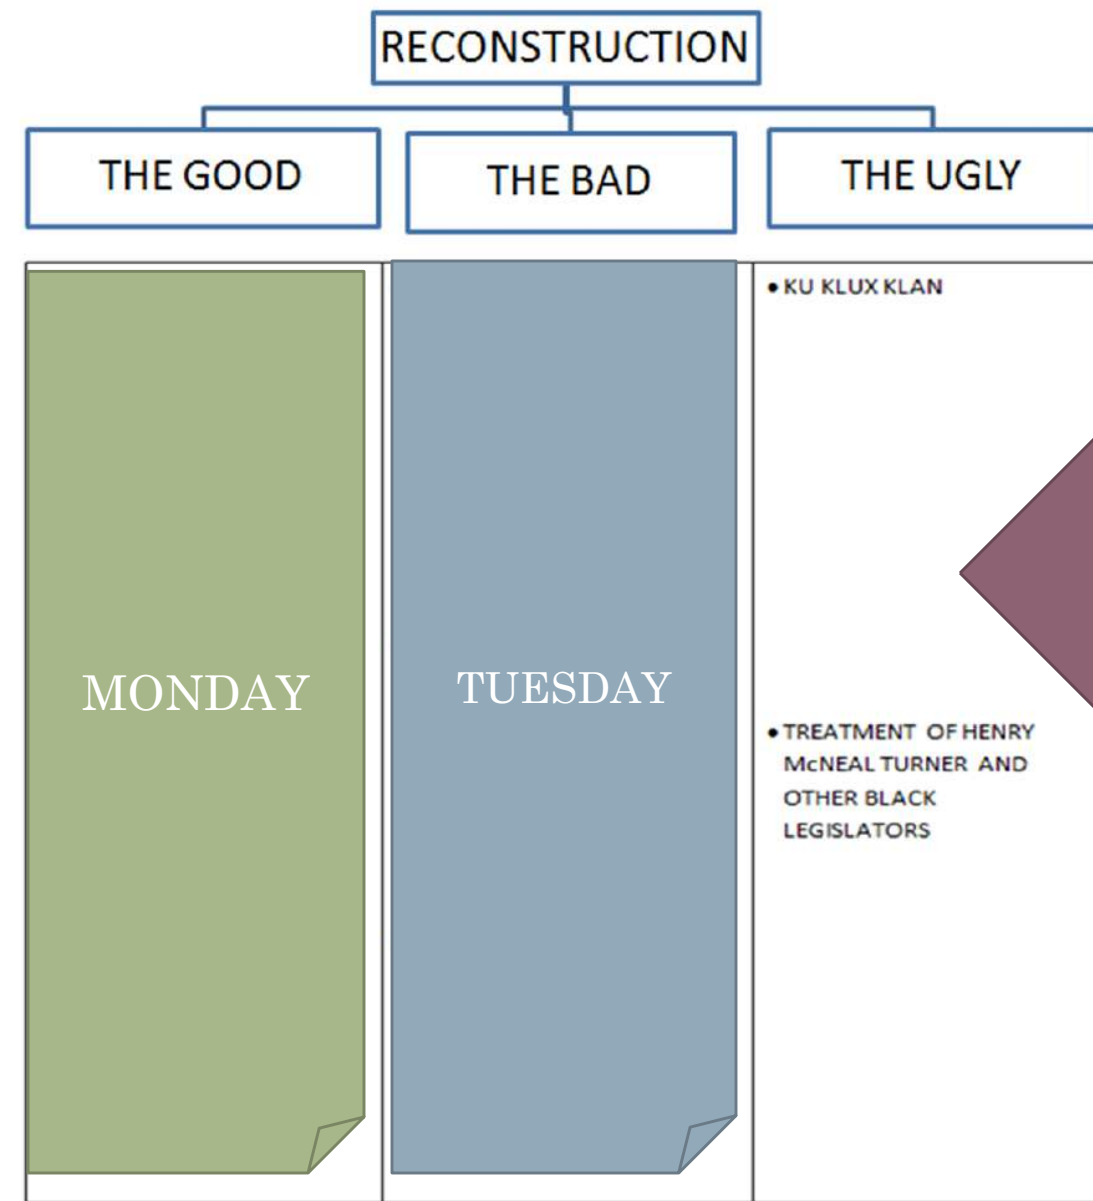 RECONSTRUCTION
THE GOOD
THE BAD
THE UGLY
MONDAY
TUESDAY
• KU KLUX KLAN
• TREATMENT OF HENRY
McNEAL TURNER AND
OTHER BLACK
LEGISLATORS